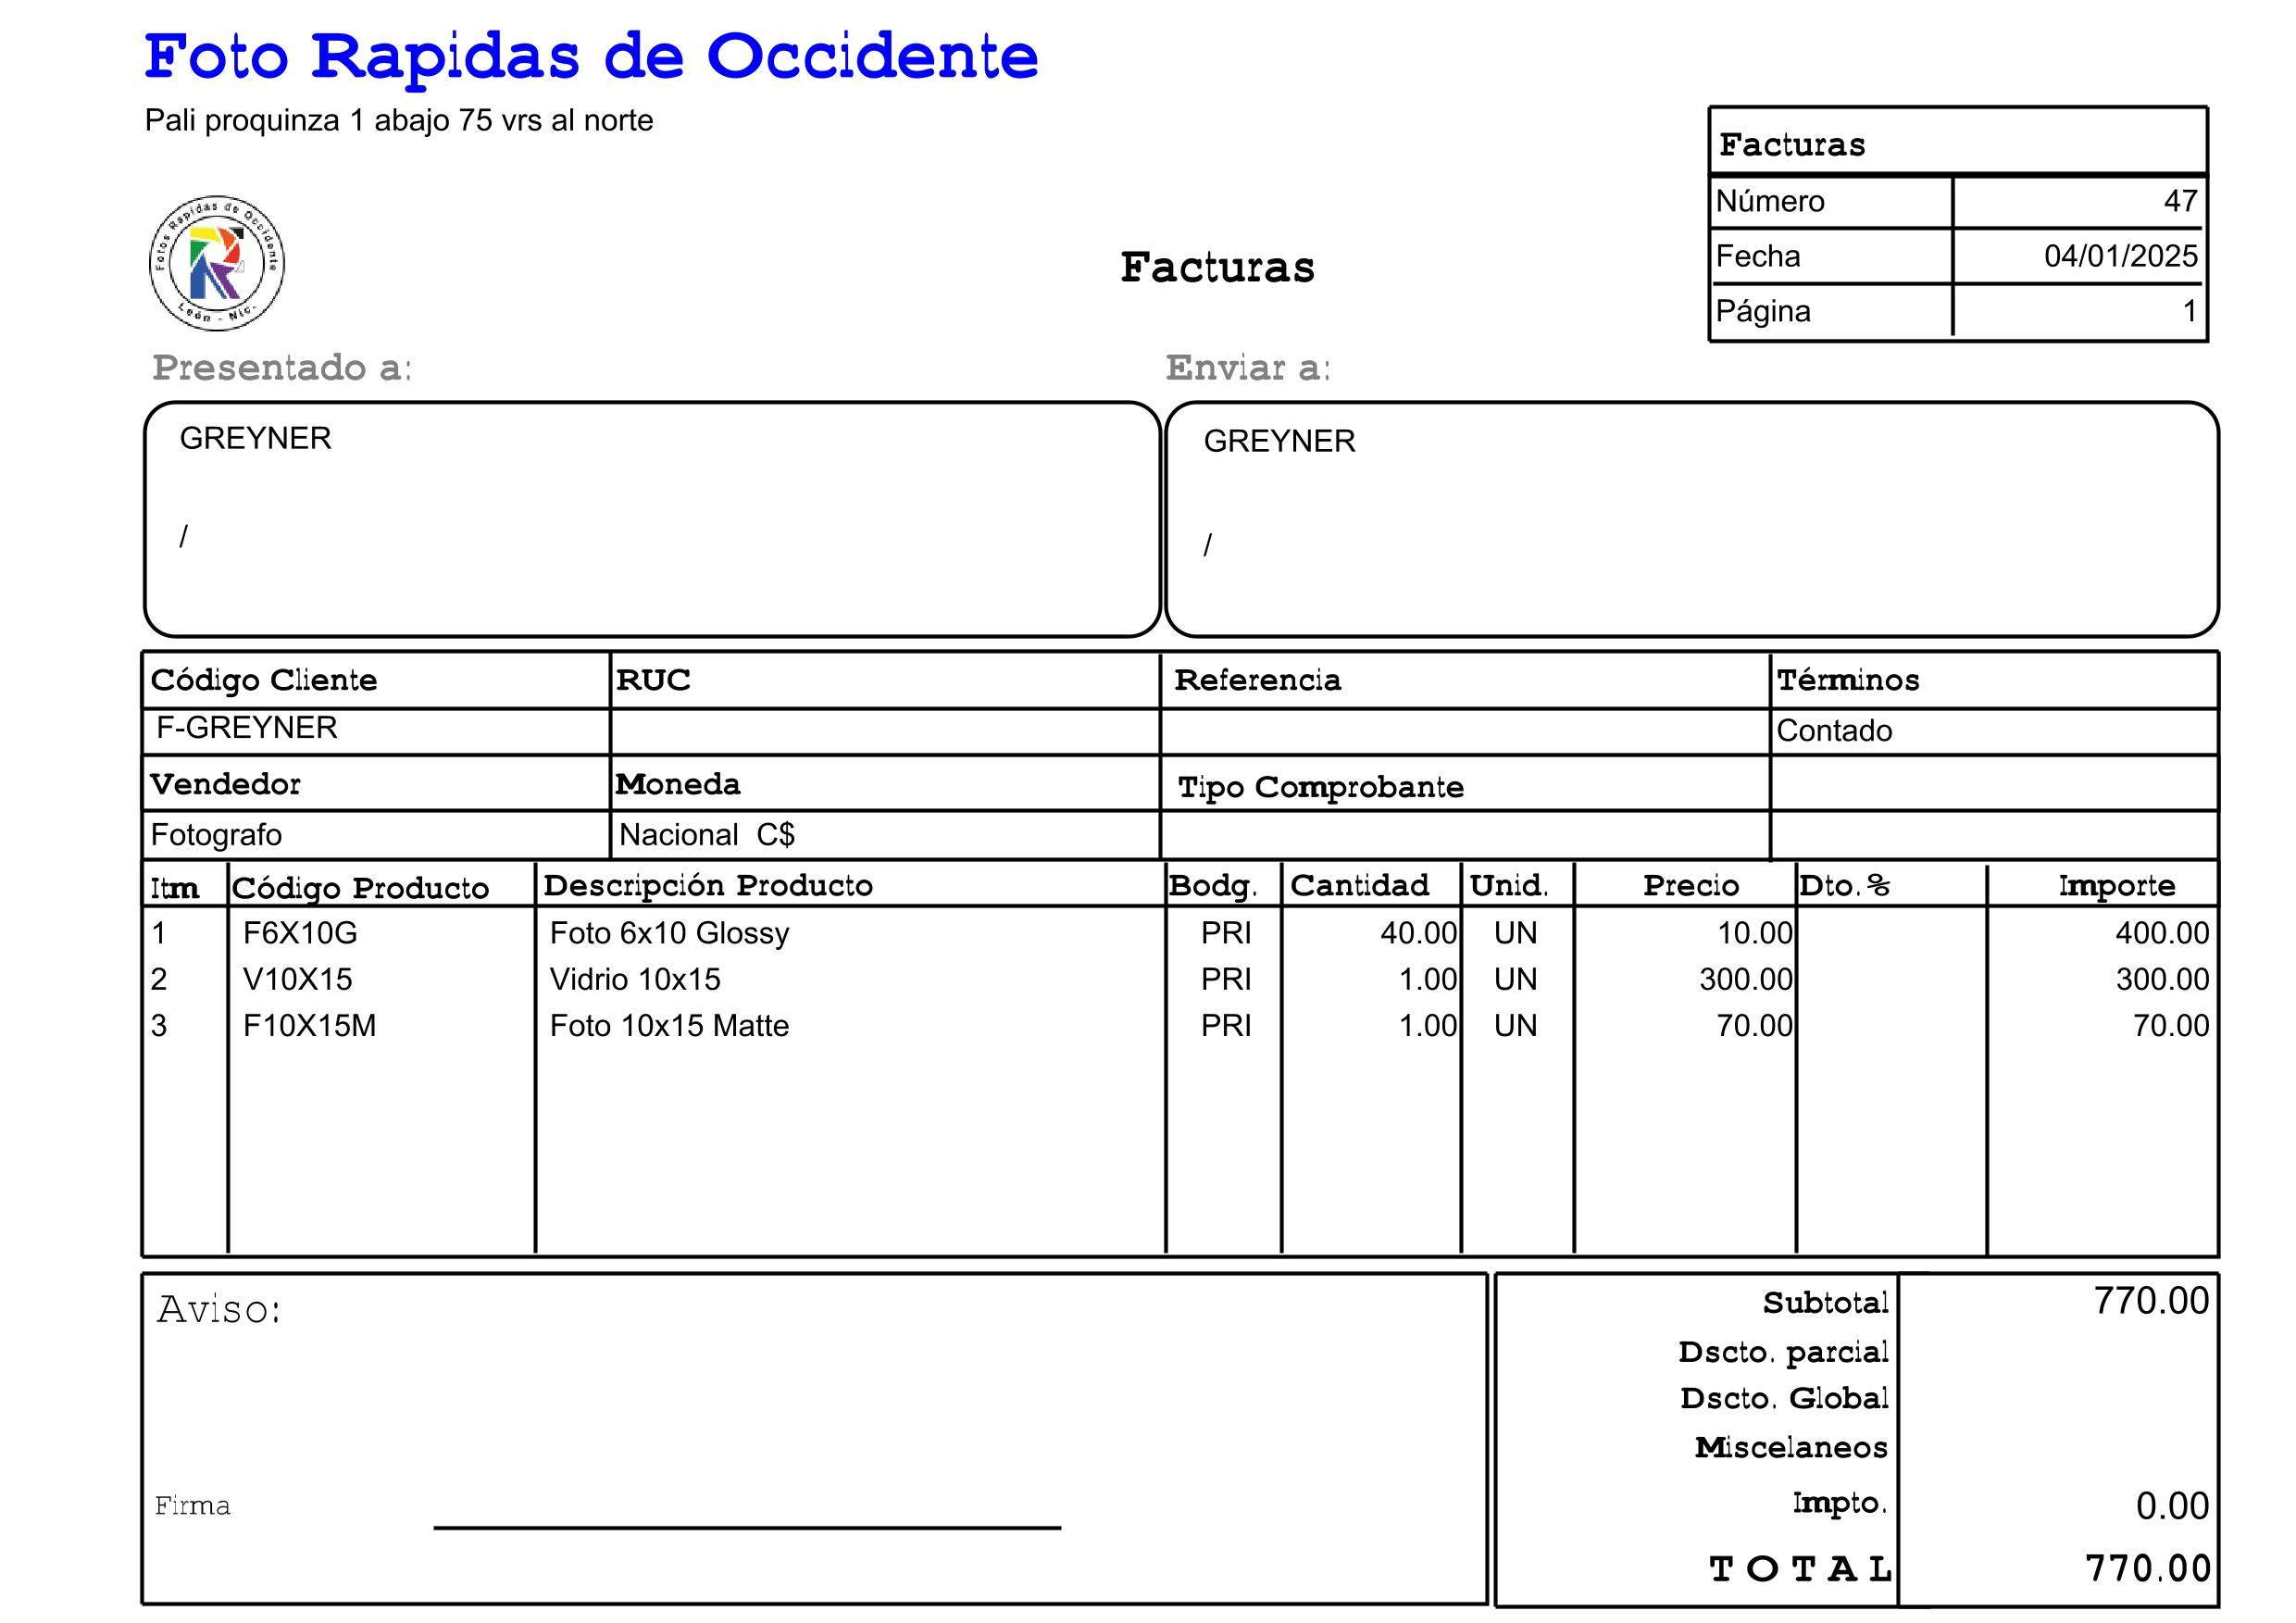 Foto Rapidas de Occidente
Pali proquinza 1 abajo 75 vrs al norte
Facturas
Número 47
Fecha 04/01/2025
Página 1
Fotos Rapidas de Occidente
León - Nic.
Facturas
Presentado a: Enviar a:
GREYNER GREYNER
/ /
Código Cliente RUC Referencia Términos
F-GREYNER Contado
Vendedor Moneda Tipo Comprobante
Fotografo Nacional C$
Itm Código Producto Descripción Producto Bodg. Cantidad Unid. Precio Dto.% Importe
1 F6X10G Foto 6x10 Glossy PRI 40.00 UN 10.00 400.00
2 V10X15 Vidrio 10x15 PRI 1.00 UN 300.00 300.00
3 F10X15M Foto 10x15 Matte PRI 1.00 UN 70.00 70.00
Aviso:
Firma
Subtotal 770.00
Dscto. parcial
Dscto. Global
Miscelaneos
Impto. 0.00
TOTAL 770.00